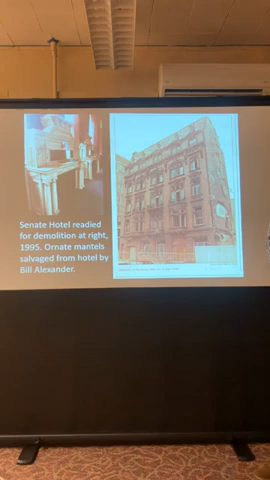 Senate Hotel readied
for demolition at right,
1995. Ornate mantels
salvaged from hotel by
Bill Alexander.